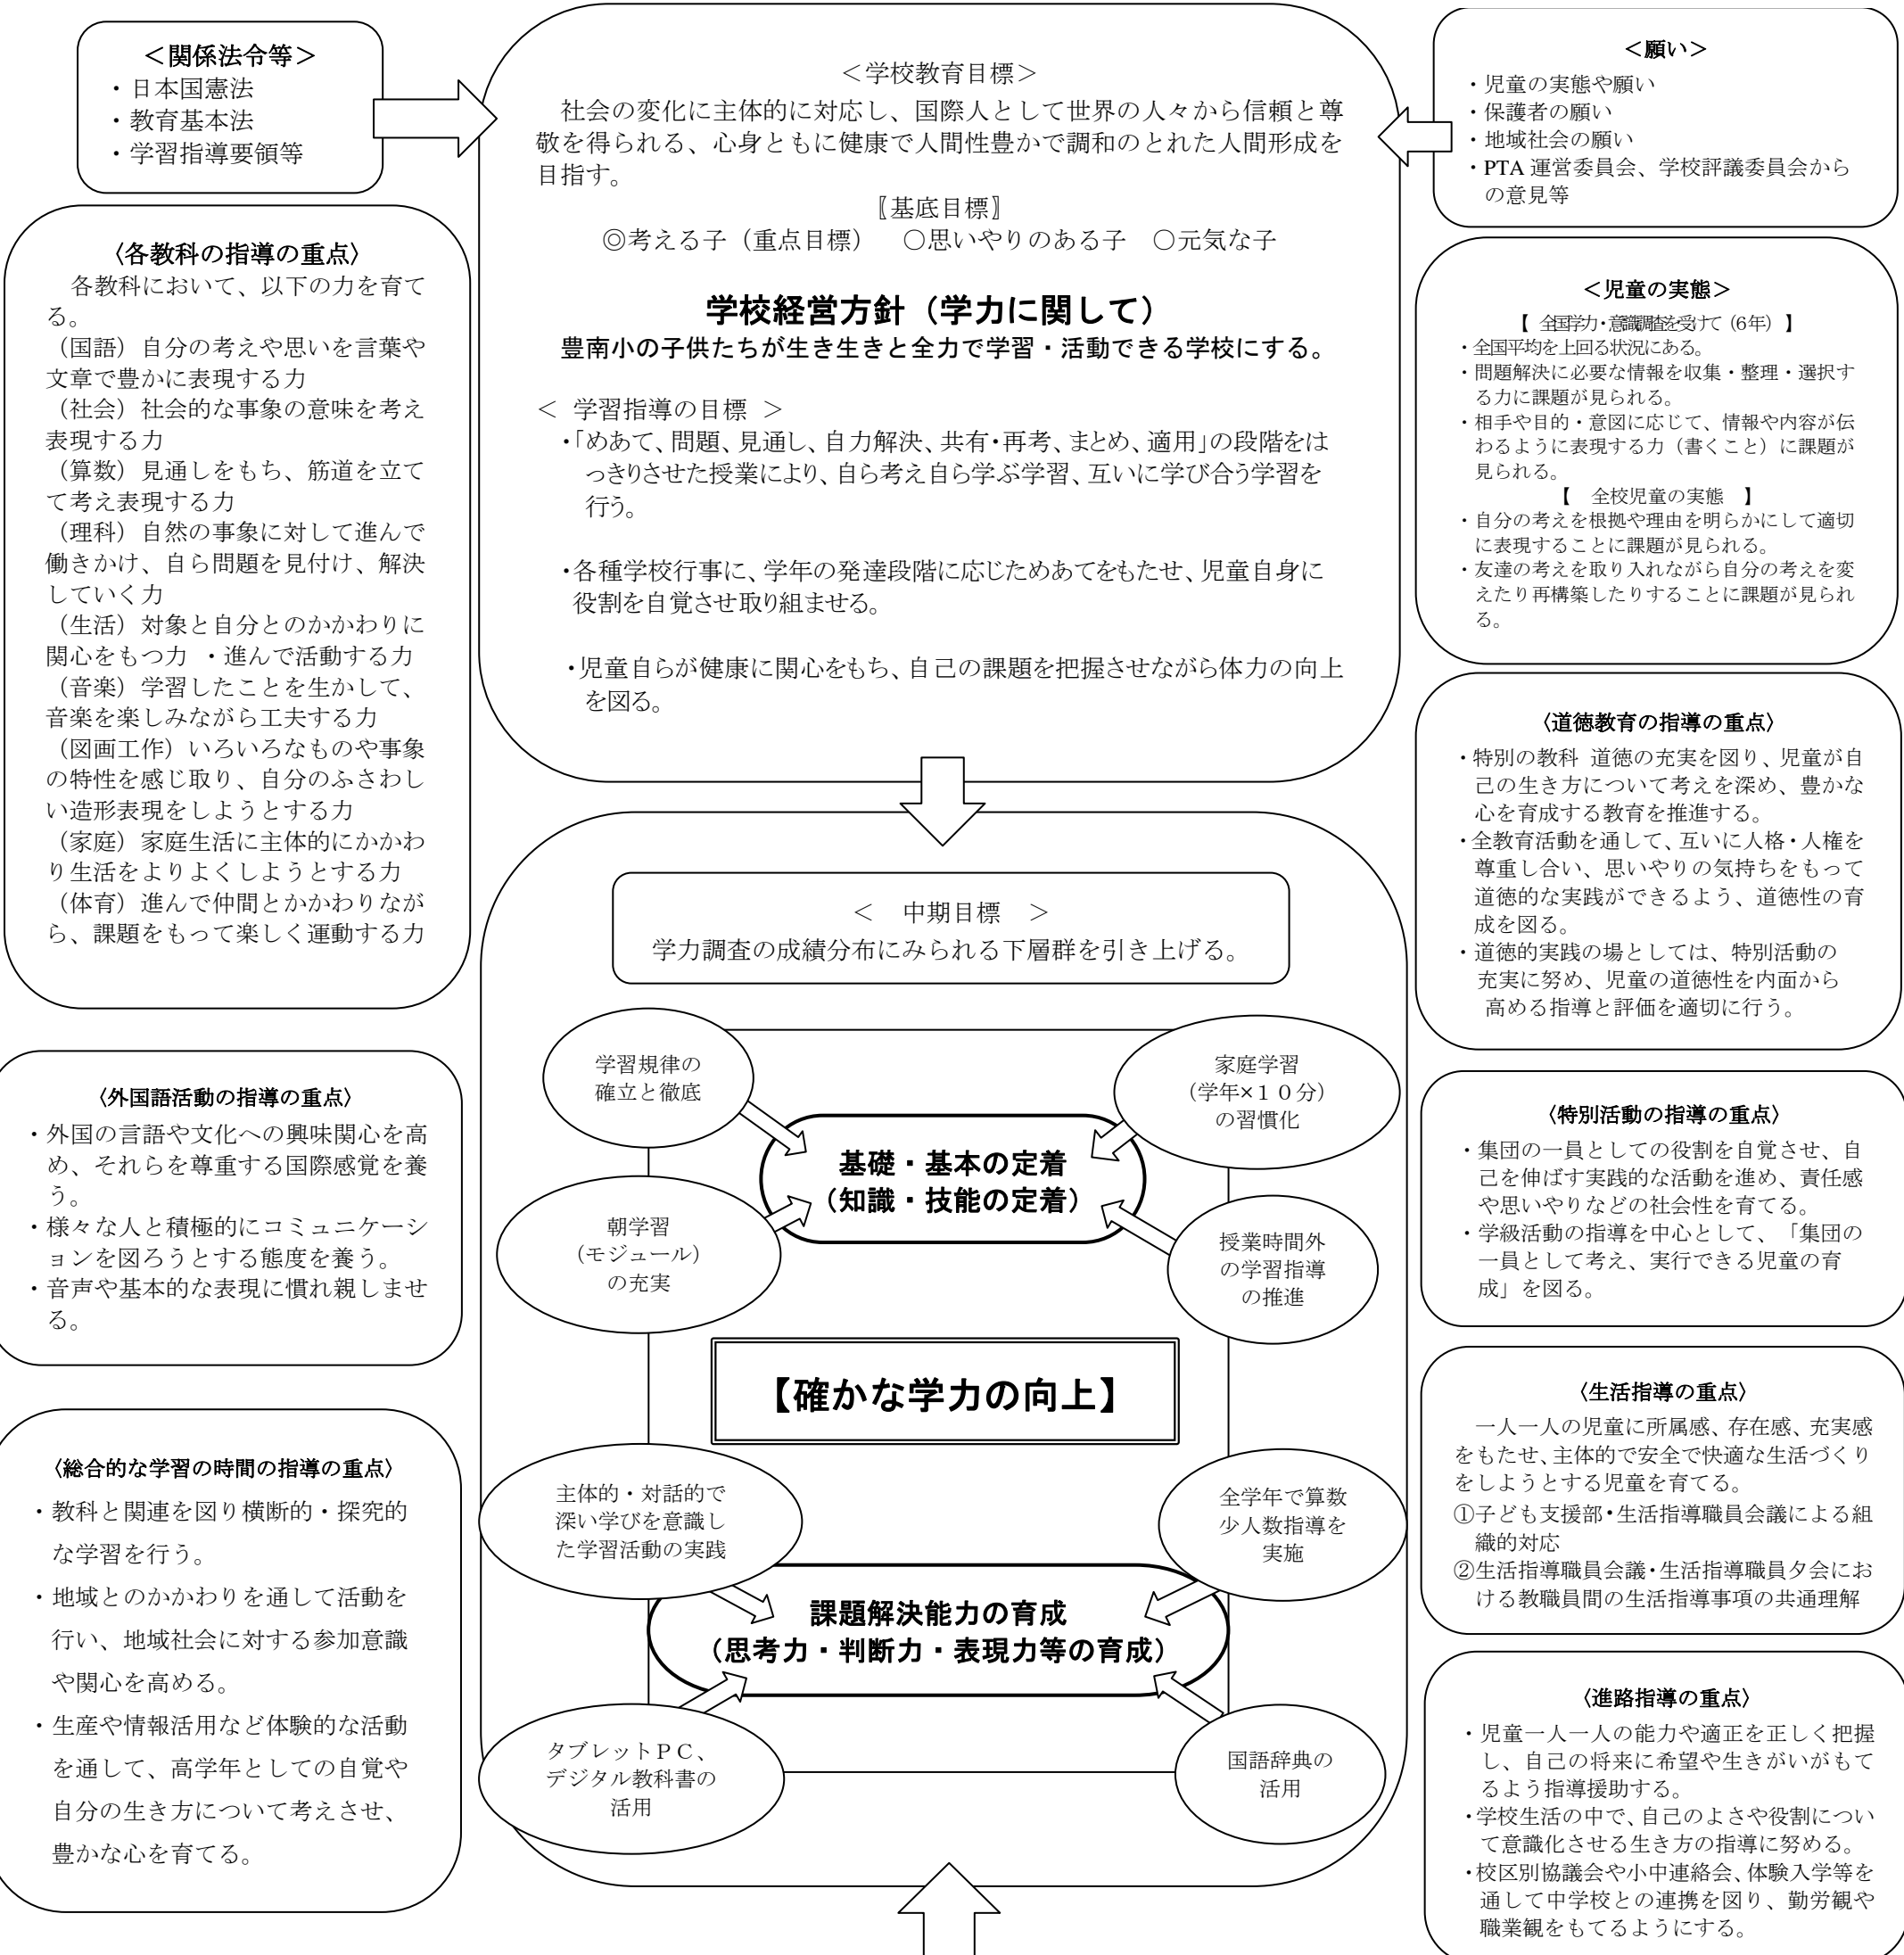 ＜関係法令等＞
・日本国憲法
・教育基本法
・学習指導要領等
＜学校教育目標＞
社会の変化に主体的に対応し、国際人として世界の人々から信頼と尊
敬を得られる、心身ともに健康で人間性豊かで調和のとれた人間形成を
目指す。
〖基底目標〗
◎考える子（重点目標）　○思いやりのある子　○元気な子
学校経営方針（学力に関して）
豊南小の子供たちが生き生きと全力で学習・活動できる学校にする。
＜ 学習指導の目標 ＞
・「めあて、問題、見通し、自力解決、共有・再考、まとめ、適用」の段階をは
っきりさせた授業により、自ら考え自ら学ぶ学習、互いに学び合う学習を
行う。
・各種学校行事に、学年の発達段階に応じためあてをもたせ、児童自身に
役割を自覚させ取り組ませる。
・児童自らが健康に関心をもち、自己の課題を把握させながら体力の向上
を図る。
＜願い＞
・児童の実態や願い
・保護者の願い
・地域社会の願い
・PTA 運営委員会、学校評議委員会から
の意見等
〈各教科の指導の重点〉
各教科において、以下の力を育て
る。
（国語）自分の考えや思いを言葉や
文章で豊かに表現する力
（社会）社会的な事象の意味を考え
表現する力
（算数）見通しをもち、筋道を立て
て考え表現する力
（理科）自然の事象に対して進んで
働きかけ、自ら問題を見付け、解決
していく力
（生活）対象と自分とのかかわりに
関心をもつ力 ・進んで活動する力
（音楽）学習したことを生かして、
音楽を楽しみながら工夫する力
（図画工作）いろいろなものや事象
の特性を感じ取り、自分のふさわし
い造形表現をしようとする力
（家庭）家庭生活に主体的にかかわ
り生活をよりよくしようとする力
（体育）進んで仲間とかかわりなが
ら、課題をもって楽しく運動する力
＜児童の実態＞
【 全国学力・意識調査を受けて（6年）】
・全国平均を上回る状況にある。
・問題解決に必要な情報を収集・整理・選択す
る力に課題が見られる。
・相手や目的・意図に応じて、情報や内容が伝
わるように表現する力（書くこと）に課題が
見られる。
【　全校児童の実態　】
・自分の考えを根拠や理由を明らかにして適切
に表現することに課題が見られる。
・友達の考えを取り入れながら自分の考えを変
えたり再構築したりすることに課題が見られ
る。
〈道徳教育の指導の重点〉
・特別の教科 道徳の充実を図り、児童が自
己の生き方について考えを深め、豊かな
心を育成する教育を推進する。
・全教育活動を通して、互いに人格・人権を
尊重し合い、思いやりの気持ちをもって
道徳的な実践ができるよう、道徳性の育
成を図る。
・道徳的実践の場としては、特別活動の
充実に努め、児童の道徳性を内面から
高める指導と評価を適切に行う。
＜　中期目標　＞
学力調査の成績分布にみられる下層群を引き上げる。
学習規律の
確立と徹底
家庭学習
（学年×１０分）
の習慣化
基礎・基本の定着
（知識・技能の定着）
朝学習
（モジュール）
の充実
授業時間外
の学習指導
の推進
【確かな学力の向上】
主体的・対話的で
深い学びを意識し
た学習活動の実践
全学年で算数
少人数指導を
実施
課題解決能力の育成
（思考力・判断力・表現力等の育成）
タブレットＰＣ、
デジタル教科書の
活用
国語辞典の
活用
〈外国語活動の指導の重点〉
・外国の言語や文化への興味関心を高
め、それらを尊重する国際感覚を養
う。
・様々な人と積極的にコミュニケーシ
ョンを図ろうとする態度を養う。
・音声や基本的な表現に慣れ親しませ
る。
〈総合的な学習の時間の指導の重点〉
・教科と関連を図り横断的・探究的
な学習を行う。
・地域とのかかわりを通して活動を
行い、地域社会に対する参加意識
や関心を高める。
・生産や情報活用など体験的な活動
を通して、高学年としての自覚や
自分の生き方について考えさせ、
豊かな心を育てる。
〈特別活動の指導の重点〉
・集団の一員としての役割を自覚させ、自
己を伸ばす実践的な活動を進め、責任感
や思いやりなどの社会性を育てる。
・学級活動の指導を中心として、「集団の
一員として考え、実行できる児童の育
成」を図る。
〈生活指導の重点〉
一人一人の児童に所属感、存在感、充実感
をもたせ、主体的で安全で快適な生活づくり
をしようとする児童を育てる。
①子ども支援部・生活指導職員会議による組
織的対応
②生活指導職員会議・生活指導職員夕会にお
ける教職員間の生活指導事項の共通理解
〈進路指導の重点〉
・児童一人一人の能力や適正を正しく把握
し、自己の将来に希望や生きがいがもて
るよう指導援助する。
・学校生活の中で、自己のよさや役割につい
て意識化させる生き方の指導に努める。
・校区別協議会や小中連絡会、体験入学等を
通して中学校との連携を図り、勤労観や
職業観をもてるようにする。